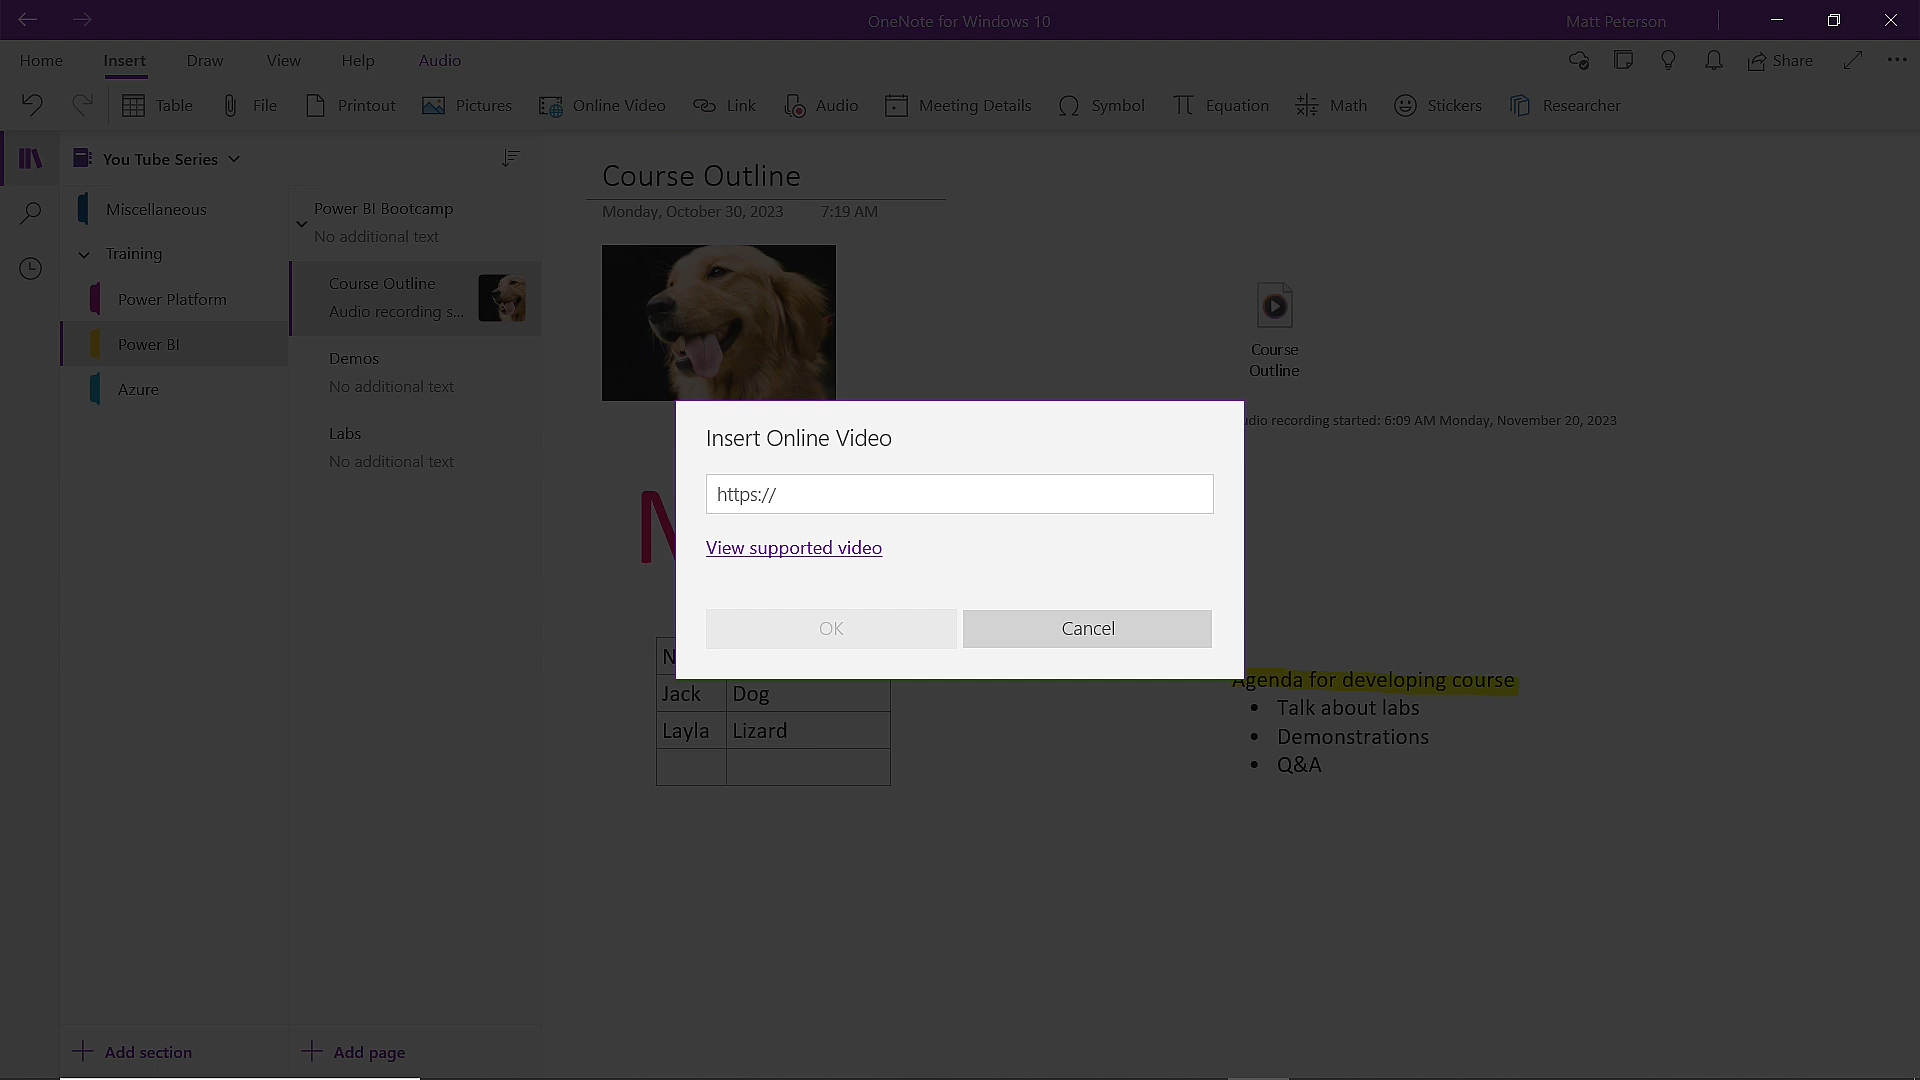 OneNote for Windows 10
Matt Peterson
Home Insert Draw View Help Audio
Share
Table File Printout Pictures Online Video Link Audio Meeting Details Symbol Equation Math Stickers Researcher
You Tube Series
Miscellaneous
Training
Power Platform
Power BI
Azure
Add section
Power BI Bootcamp
No additional text
Course Outline
Audio recording s...
Demos
No additional text
Labs
No additional text
Add page
Course Outline
Monday, October 30, 2023 7:19 AM
Course
Outline
udio recording started: 6:09 AM Monday, November 20, 2023
Insert Online Video
https://
View supported video
OK
Cancel
N
N
Jack Dog
Layla Lizard
Agenda for developing course
• Talk about labs
• Demonstrations
• Q&A